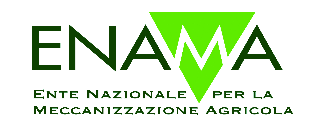 ENAMA
ENTE NAZIONALE PER LA
MECCANIZZAZIONE AGRICOLA